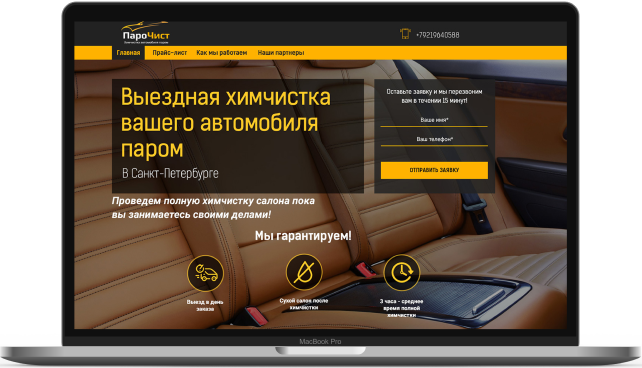 ПароЧист
Химчистка автомобиля паром
+79219640588
Главная
Прайс-лист
Как мы работаем
Наши партнеры
Выездная химчистка
вашего автомобиля
паром
В Санкт-Петербурге
Оставьте заявку и мы перезвоним
вам в течении 15 минут!
Ваше имя*
Ваш телефон*
ОТПРАВИТЬ ЗАЯВКУ
Проведем полную химчистку салона пока
вы занимаетесь своими делами!
Мы гарантируем!
Выезд в день
заказа
Сухой салон после
химчистки
3 часа - среднее
время полной
химчистки
MacBook Pro